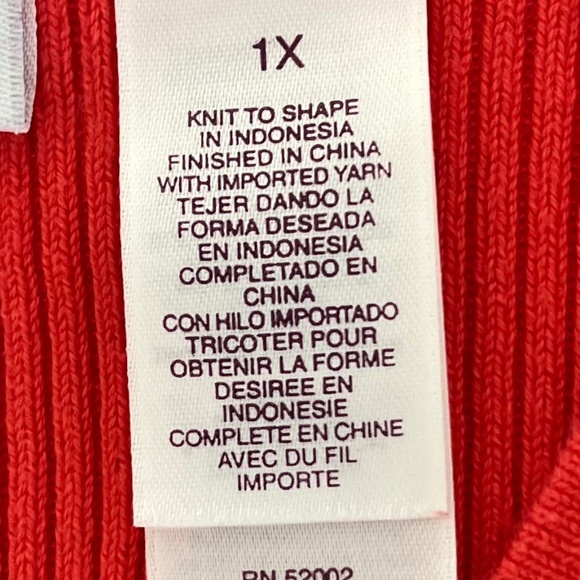 1X
KNIT TO SHAPE
IN INDONESIA
FINISHED IN CHINA
WITH IMPORTED YARN
TEJER DANDO LA
FORMA DESEADA
EN INDONESIA
COMPLETADO EN
CHINA
CON HILO IMPORTADO
TRICOTER POUR
OBTENIR LA FORME
DESIREE EN
INDONESIE
COMPLETE EN CHINE
AVEC DU FIL
IMPORTE
RN 52002